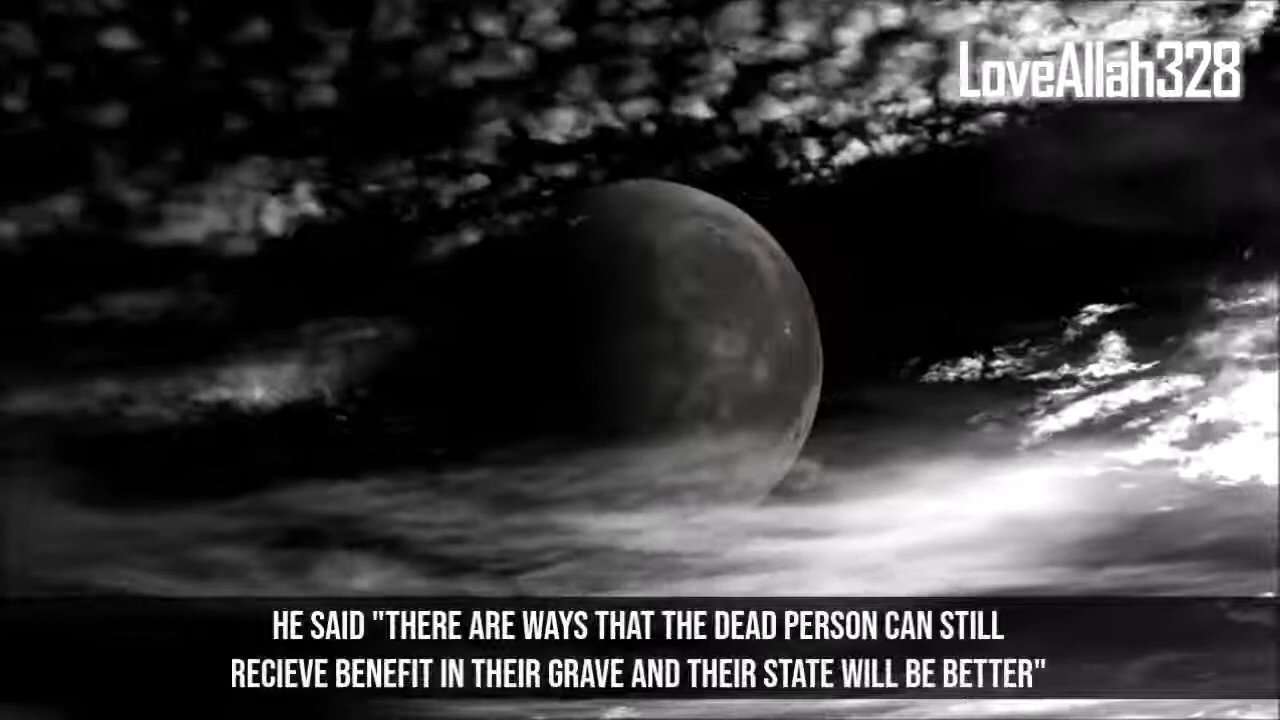 LoveAllah328
HE SAID "THERE ARE WAYS THAT THE DEAD PERSON CAN STILL
RECIEVE BENEFIT IN THEIR GRAVE AND THEIR STATE WILL BE BETTER"